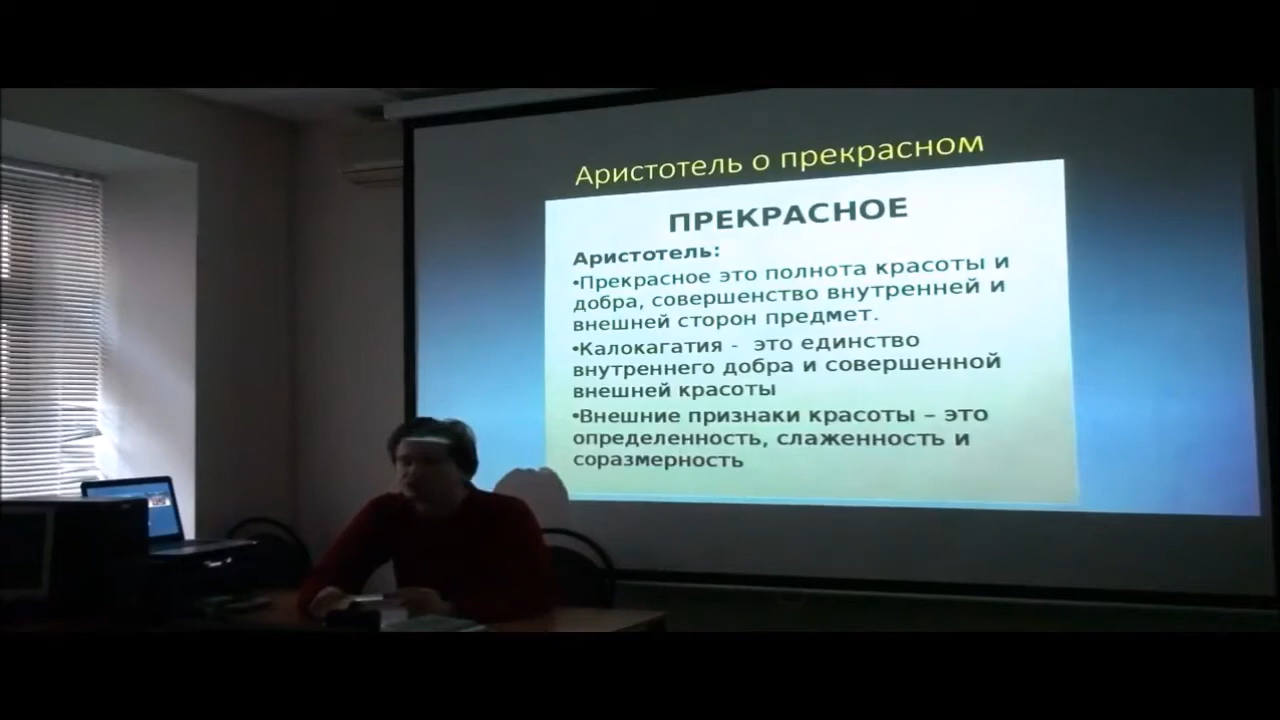 Аристотель о прекрасном
ПРЕКРАСНОЕ
Аристотель:
•Прекрасное это полнота красоты и
добра, совершенство внутренней и
внешней сторон предмет.
•Калокагатия - это единство
внутреннего добра и совершенной
внешней красоты
•Внешние признаки красоты – это
определенность, слаженность и
соразмерность